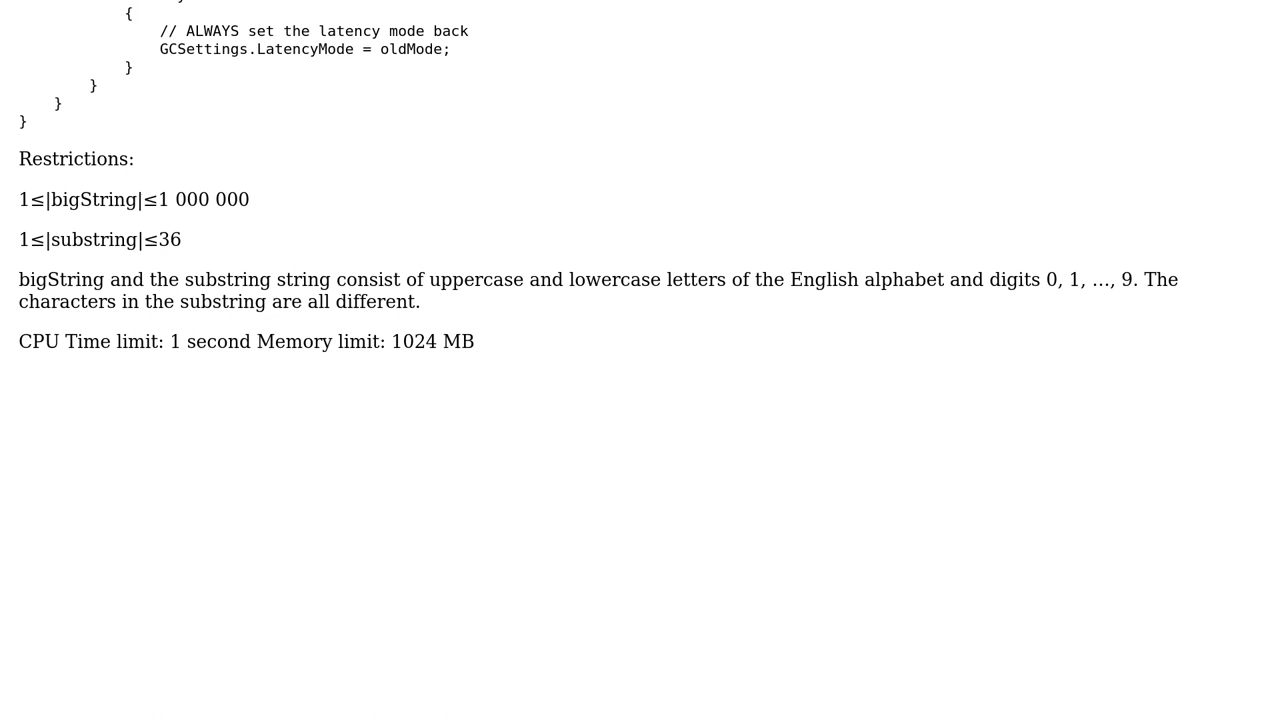 {
// ALWAYS set the latency mode back
GCSettings.LatencyMode = oldMode;
}
}
}
}
Restrictions:
1≤|bigString|≤1 000 000
1≤|substring|≤36
bigString and the substring string consist of uppercase and lowercase letters of the English alphabet and digits 0, 1, ..., 9. The
characters in the substring are all different.
CPU Time limit: 1 second Memory limit: 1024 MB